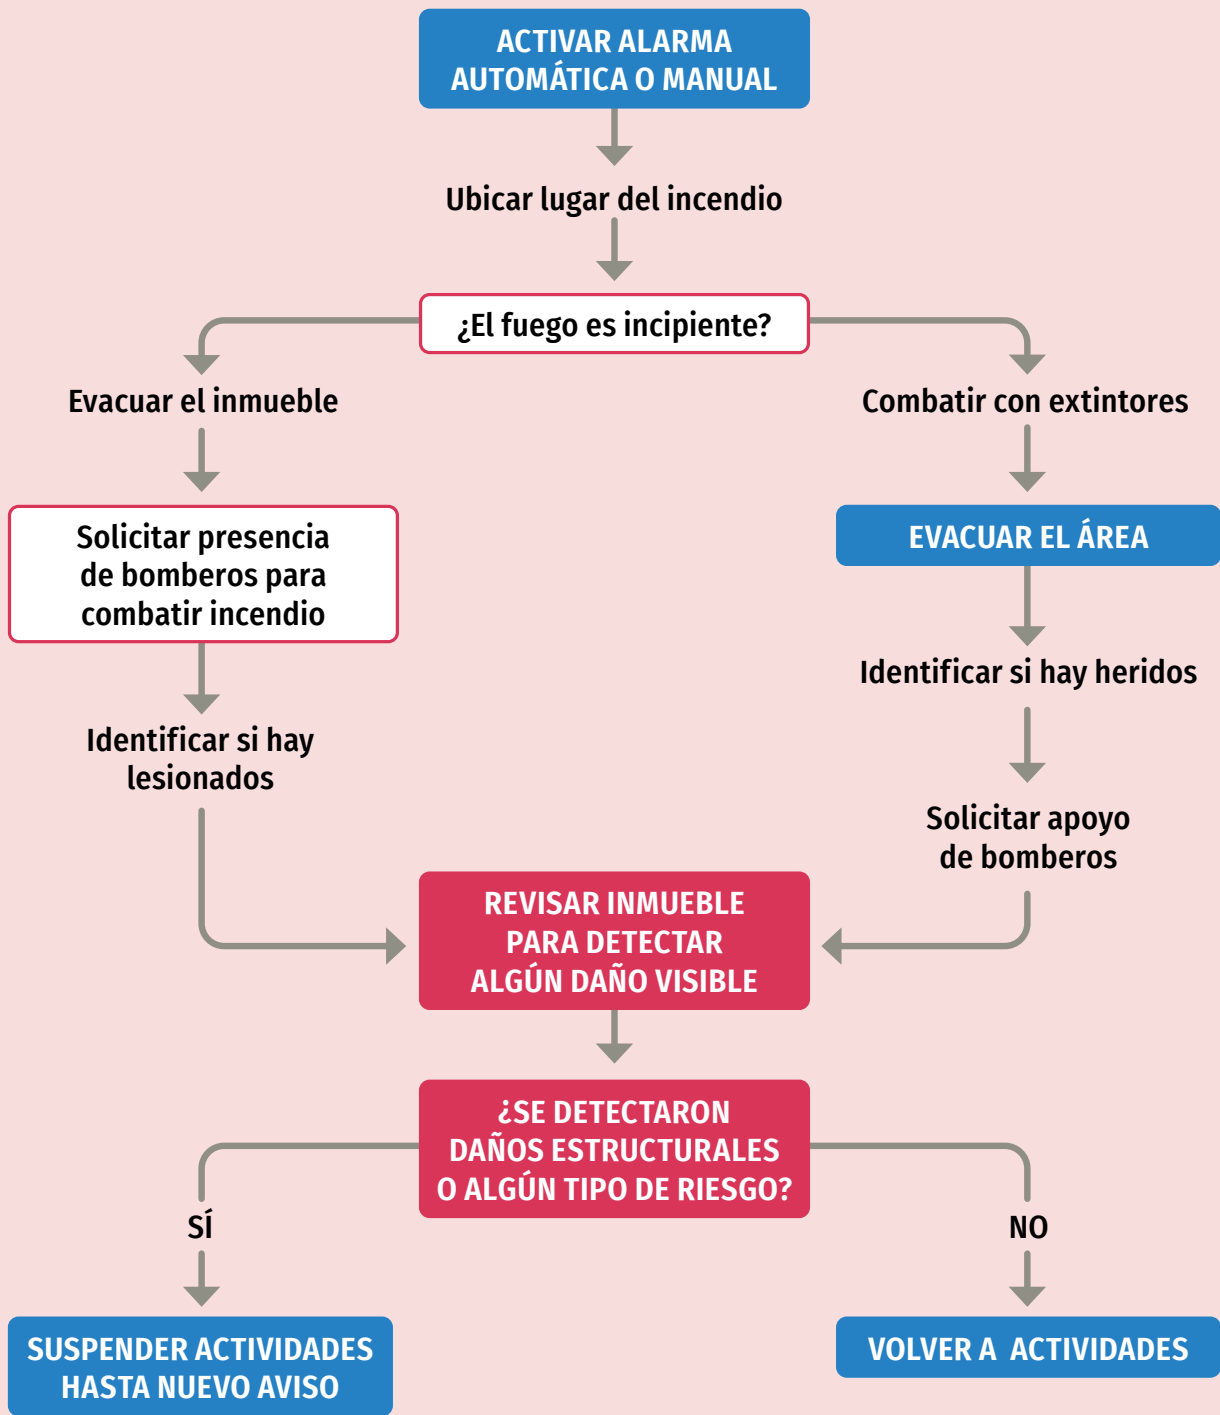 ACTIVAR ALARMA
AUTOMÁTICA O MANUAL
Ubicar lugar del incendio
¿El fuego es incipiente?
Evacuar el inmueble
Solicitar presencia
de bomberos para
combatir incendio
Identificar si hay
lesionados
Combatir con extintores
EVACUAR EL ÁREA
Identificar si hay heridos
Solicitar apoyo
de bomberos
REVISAR INMUEBLE
PARA DETECTAR
ALGÚN DAÑO VISIBLE
¿SE DETECTARON
DAÑOS ESTRUCTURALES
O ALGÚN TIPO DE RIESGO?
SÍ
SUSPENDER ACTIVIDADES
HASTA NUEVO AVISO
NO
VOLVER A ACTIVIDADES